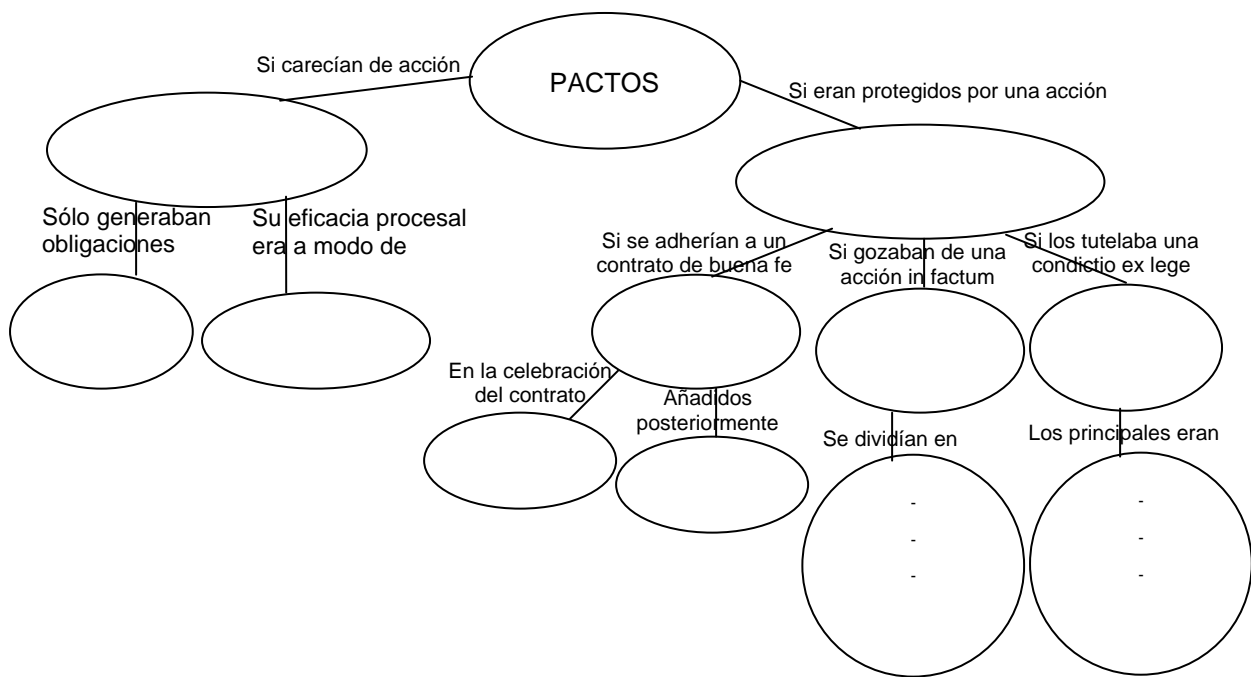 Si carecían de acción
PACTOS
Si eran protegidos por una acción
Sólo generaban
obligaciones
Su eficacia procesal
era a modo de
Si se adherían a un
contrato de buena fe
Si gozaban de una
acción in factum
Si los tutelaba una
condictio ex lege
En la celebración
del contrato
Añadidos
posteriormente
Se dividían en
Los principales eran
-
-
-
-
-
-